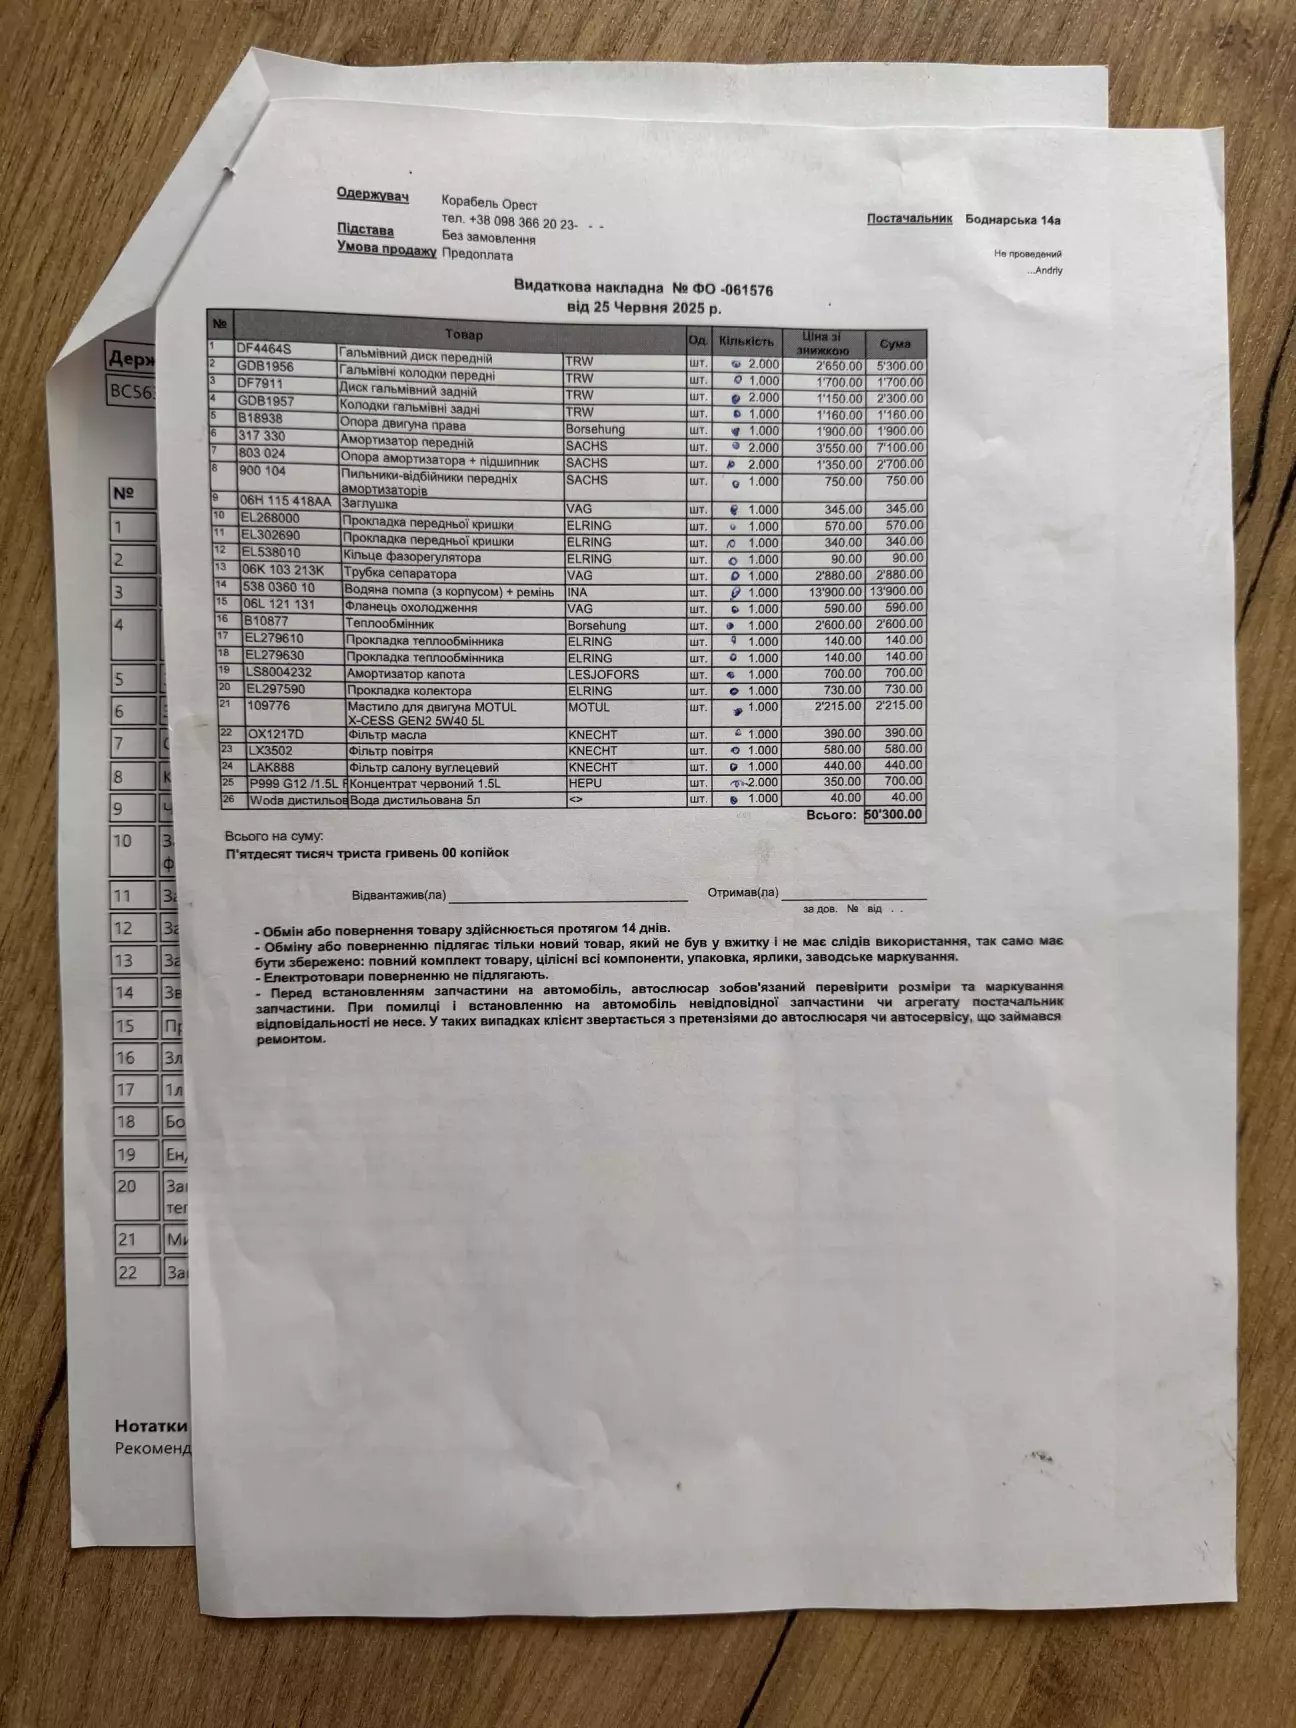 Одержувач Корабель Орест
тел. +38 098 366 20 23- - -
Підстава Без замовлення
Умова продажу Предоплата
Постачальник Боднарська 14а
Не проведений
...Andriy
Видаткова накладна № ФО -061576
від 25 Червня 2025 р.
№ Товар Од. Кількість Ціна зі знижкою Сума
1 DF4464S Гальмівний диск передній TRW шт. 2.000 2'650.00 5'300.00
2 GDB1956 Гальмівні колодки передні TRW шт. 1.000 1'700.00 1'700.00
3 DF7911 Диск гальмівний задній TRW шт. 2.000 1'150.00 2'300.00
4 GDB1957 Колодки гальмівні задні TRW шт. 1.000 1'160.00 1'160.00
5 B18938 Опора двигуна права Borsehung шт. 1.000 1'900.00 1'900.00
6 317 330 Амортизатор передній SACHS шт. 2.000 3'550.00 7'100.00
7 803 024 Опора амортизатора + підшипник SACHS шт. 2.000 1'350.00 2'700.00
8 900 104 Пильники-відбійники передніх SACHS шт. 1.000 750.00 750.00
амортизаторів
9 06H 115 418AA Заглушка VAG шт. 1.000 345.00 345.00
10 EL268000 Прокладка передньої кришки ELRING шт. 1.000 570.00 570.00
11 EL302690 Прокладка передньої кришки ELRING шт. 1.000 340.00 340.00
12 EL538010 Кільце фазорегулятора ELRING шт. 1.000 90.00 90.00
13 06K 103 213K Трубка сепаратора VAG шт. 1.000 2'880.00 2'880.00
14 538 0360 10 Водяна помпа (з корпусом) + ремінь INA шт. 1.000 13'900.00 13'900.00
15 06L 121 131 Фланець охолодження VAG шт. 1.000 590.00 590.00
16 B10877 Теплообмінник Borsehung шт. 1.000 2'600.00 2'600.00
17 EL279610 Прокладка теплообмінника ELRING шт. 1.000 140.00 140.00
18 EL279630 Прокладка теплообмінника ELRING шт. 1.000 140.00 140.00
19 LS8004232 Амортизатор капота LESJOFORS шт. 1.000 700.00 700.00
20 EL297590 Прокладка колектора ELRING шт. 1.000 730.00 730.00
21 109776 Мастило для двигуна MOTUL MOTUL шт. 1.000 2'215.00 2'215.00
X-CESS GEN2 5W40 5L
22 OX1217D Фільтр масла KNECHT шт. 1.000 390.00 390.00
23 LX3502 Фільтр повітря KNECHT шт. 1.000 580.00 580.00
24 LAK888 Фільтр салону вуглецевий KNECHT шт. 1.000 440.00 440.00
25 P999 G12 /1.5L Концентрат червоний 1.5L HEPU шт. 2.000 350.00 700.00
26 Woda дистильов Вода дистильована 5л <> шт. 1.000 40.00 40.00
Всього: 50'300.00
Всього на суму:
П'ятдесят тисяч триста гривень 00 копійок
Відвантажив(ла) Отримав(ла)
за дов. № від . .
- Обмін або повернення товару здійснюється протягом 14 днів.
- Обміну або поверненню підлягає тільки новий товар, який не був у вжитку і не має слідів використання, так само має
бути збережено: повний комплект товару, цілісні всі компоненти, упаковка, ярлики, заводське маркування.
- Електротовари поверненню не підлягають.
- Перед встановленням запчастини на автомобіль, автослюсар зобов'язаний перевірити розміри та маркування
запчастини. При помилці і встановленню на автомобіль невідповідної запчастини чи агрегату постачальник
відповідальності не несе. У таких випадках клієнт звертається з претензіями до автослюсаря чи автосервісу, що займався
ремонтом.
Держ
BC56
№
1
2
3
4
5
6
7
8 К
9 Ч
10 З
ф
11 За
12 За
13 За
14 Зв
15 Пр
16 Зл
17 1л
18 Бо
19 Ен
20 За
те
21 Ми
22 За
Нотатки
Рекоменд